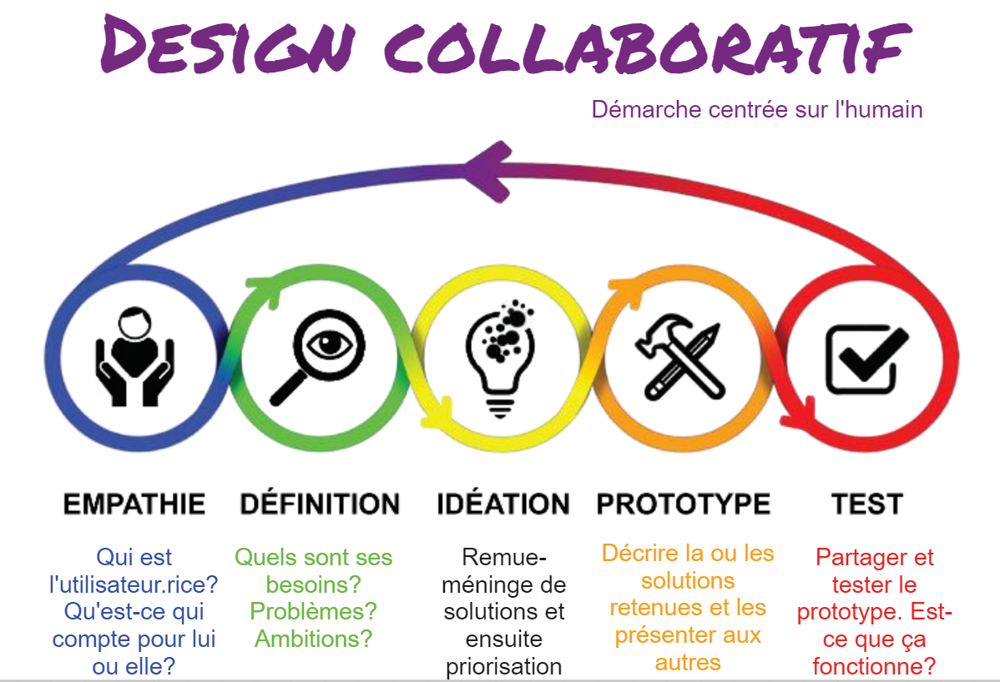 DESIGN COLLABORATIF
Démarche centrée sur l'humain
EMPATHIE
Qui est
l'utilisateur.rice?
Qu'est-ce qui
compte pour lui
ou elle?
DÉFINITION
Quels sont ses
besoins?
Problèmes?
Ambitions?
IDÉATION
Remue-
méninge de
solutions et
ensuite
priorisation
PROTOTYPE
Décrire la ou les
solutions
retenues et les
présenter aux
autres
TEST
Partager et
tester le
prototype. Est-
ce que ça
fonctionne?